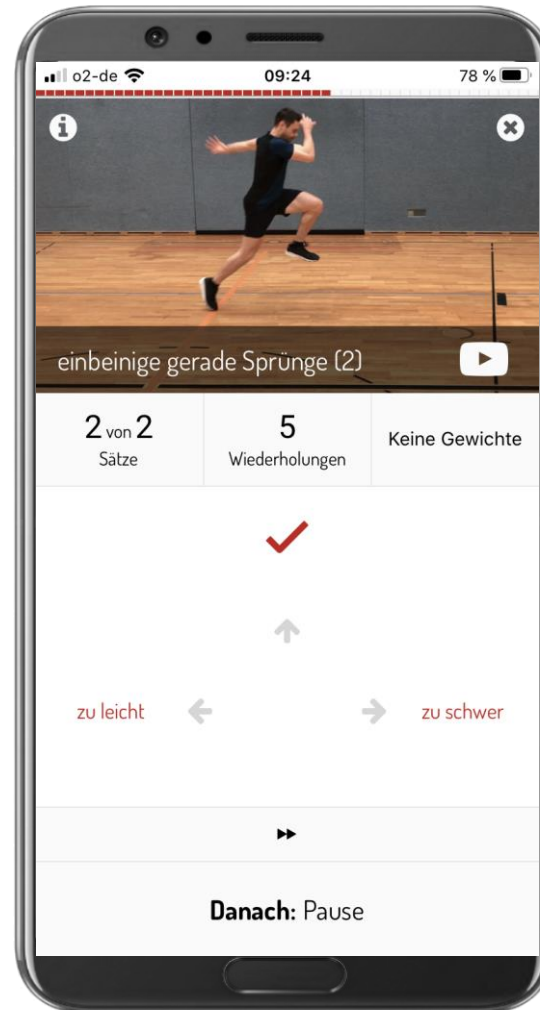 o2-de 09:24 78 %
einbeinige gerade Sprünge (2)
2 von 2 5 Keine Gewichte
Sätze Wiederholungen
zu leicht zu schwer
Danach: Pause